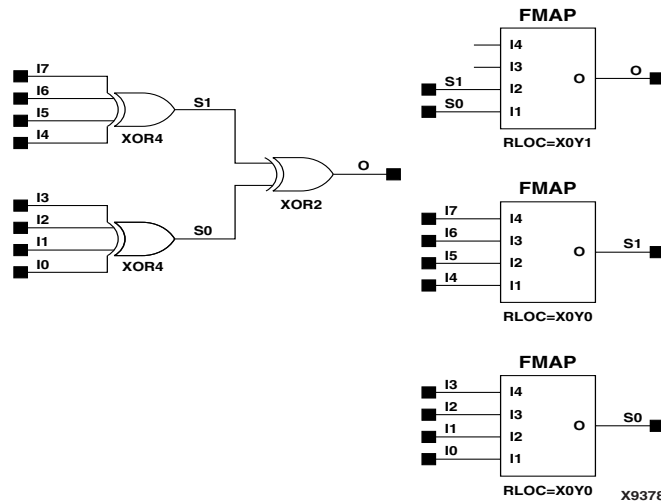 I7
I6
I5
I4
XOR4
S1
I3
I2
I1
I0
XOR4
S0
XOR2
O
FMAP
I4
I3
S1 I2
S0 I1
O O
RLOC=X0Y1
FMAP
I7 I4
I6 I3
I5 I2
I4 I1
O S1
RLOC=X0Y0
FMAP
I3 I4
I2 I3
I1 I2
I0 I1
O S0
RLOC=X0Y0
X9378